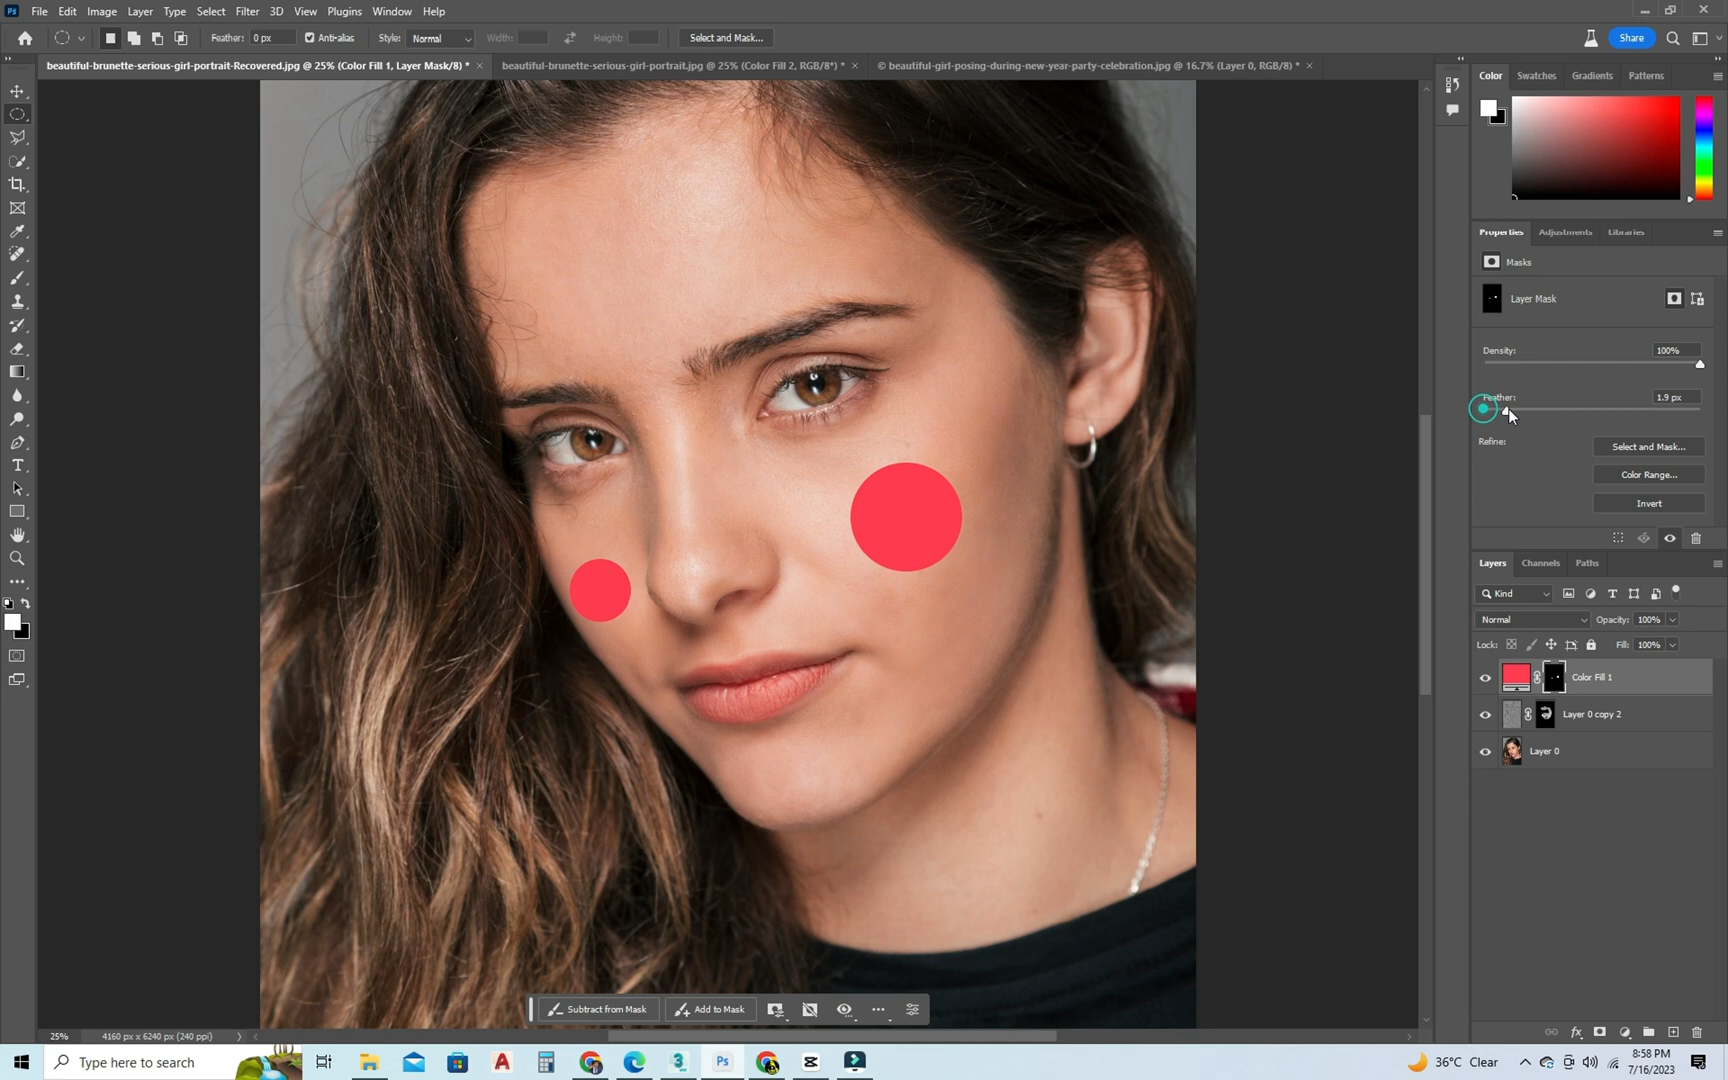 Ps File Edit Image Layer Type Select Filter 3D View Plugins Window Help
Feather: 0 px Anti-alias Style: Normal Width: Height: Select and Mask... Share
beautiful-brunette-serious-girl-portrait-Recovered.jpg @ 25% (Color Fill 1, Layer Mask/8) * × beautiful-brunette-serious-girl-portrait.jpg @ 25% (Color Fill 2, RGB/8*) * × © beautiful-girl-posing-during-new-year-party-celebration.jpg @ 16.7% (Layer 0, RGB/8) * ×
Color Swatches Gradients Patterns
Properties Adjustments Libraries
Masks
Layer Mask
Density: 100%
Feather: 1.9 px
Refine:
Select and Mask...
Color Range...
Invert
Layers Channels Paths
Kind
Normal Opacity: 100%
Lock: Fill: 100%
Color Fill 1
Layer 0 copy 2
Layer 0
Subtract from Mask Add to Mask
25% 4160 px x 6240 px (240 ppi)
Type here to search
36°C Clear
8:58 PM
7/16/2023